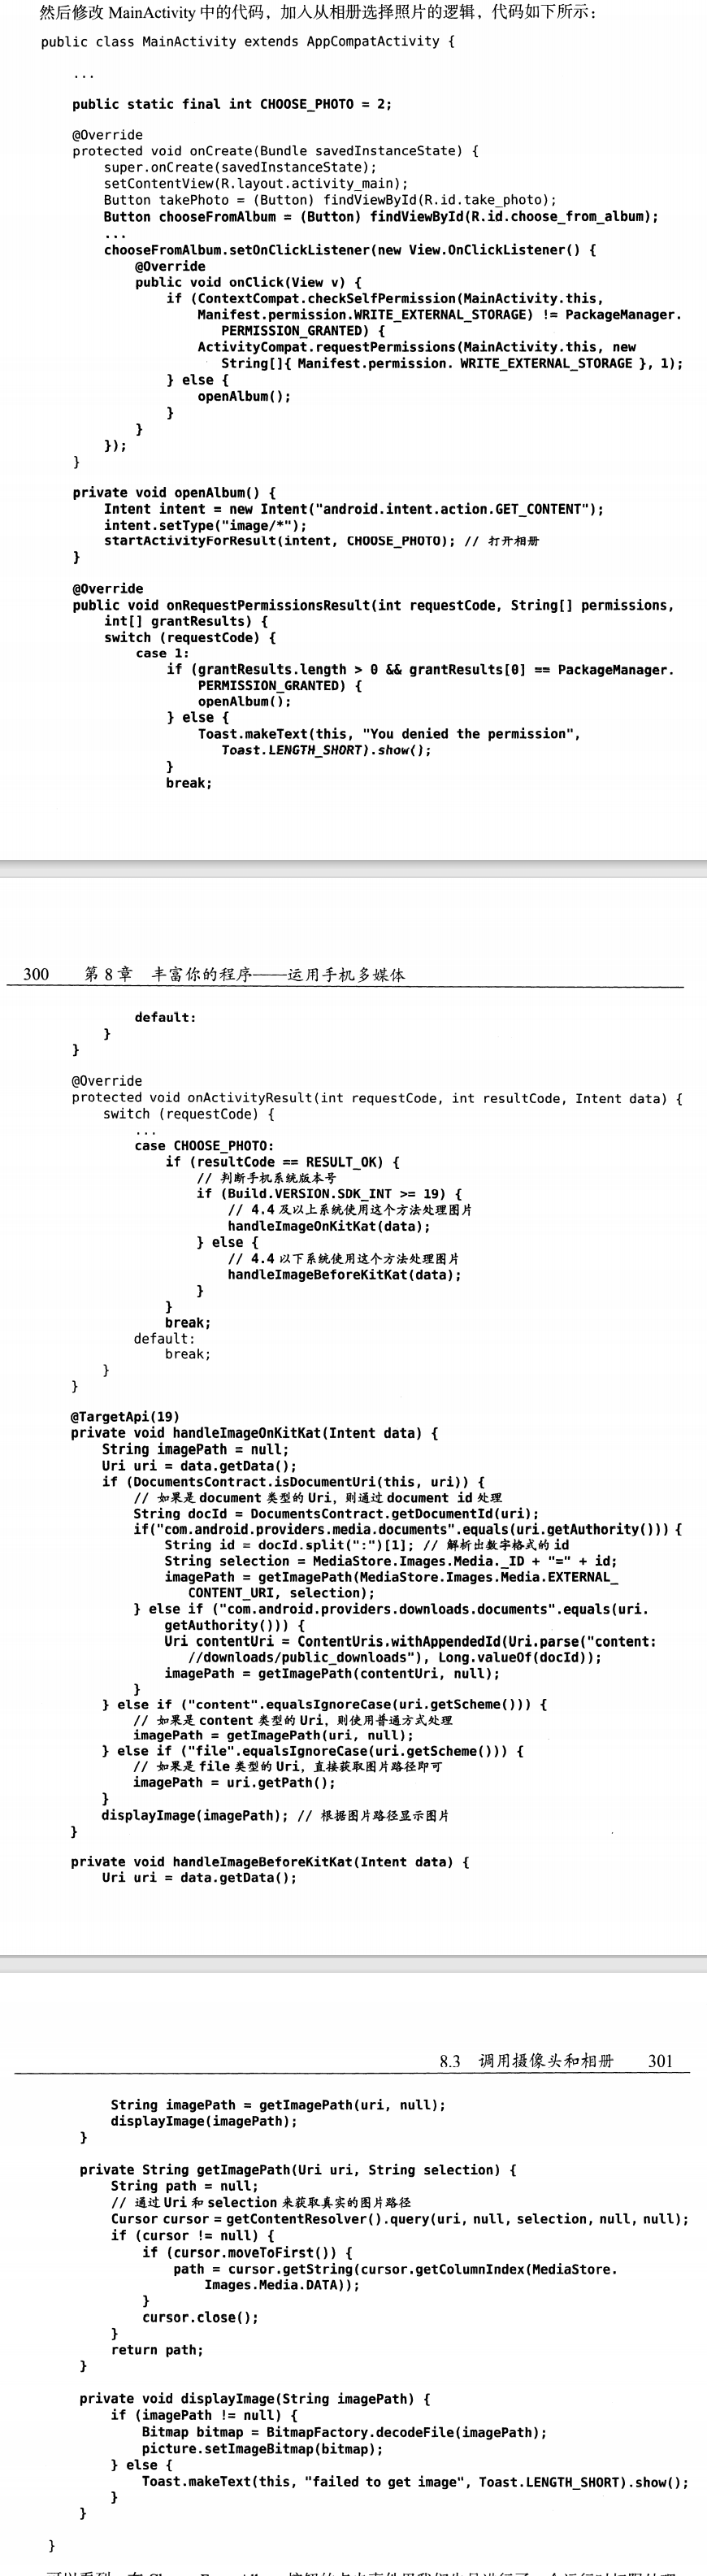 然后修改 MainActivity 中的代码，加入从相册选择照片的逻辑，代码如下所示：
public class MainActivity extends AppCompatActivity {
...
public static final int CHOOSE_PHOTO = 2;
@Override
protected void onCreate(Bundle savedInstanceState) {
super.onCreate(savedInstanceState);
setContentView(R.layout.activity_main);
Button takePhoto = (Button) findViewById(R.id.take_photo);
Button chooseFromAlbum = (Button) findViewById(R.id.choose_from_album);
...
chooseFromAlbum.setOnClickListener(new View.OnClickListener() {
@Override
public void onClick(View v) {
if (ContextCompat.checkSelfPermission(MainActivity.this,
Manifest.permission.WRITE_EXTERNAL_STORAGE) != PackageManager.
PERMISSION_GRANTED) {
ActivityCompat.requestPermissions(MainActivity.this, new
String[]{ Manifest.permission. WRITE_EXTERNAL_STORAGE }, 1);
} else {
openAlbum();
}
}
});
}
private void openAlbum() {
Intent intent = new Intent("android.intent.action.GET_CONTENT");
intent.setType("image/*");
startActivityForResult(intent, CHOOSE_PHOTO); // 打开相册
}
@Override
public void onRequestPermissionsResult(int requestCode, String[] permissions,
int[] grantResults) {
switch (requestCode) {
case 1:
if (grantResults.length > 0 && grantResults[0] == PackageManager.
PERMISSION_GRANTED) {
openAlbum();
} else {
Toast.makeText(this, "You denied the permission",
Toast.LENGTH_SHORT).show();
}
break;
300 第 8 章 丰富你的程序——运用手机多媒体
default:
}
}
@Override
protected void onActivityResult(int requestCode, int resultCode, Intent data) {
switch (requestCode) {
...
case CHOOSE_PHOTO:
if (resultCode == RESULT_OK) {
// 判断手机系统版本号
if (Build.VERSION.SDK_INT >= 19) {
// 4.4 及以上系统使用这个方法处理图片
handleImageOnKitKat(data);
} else {
// 4.4 以下系统使用这个方法处理图片
handleImageBeforeKitKat(data);
}
}
break;
default:
break;
}
}
@TargetApi(19)
private void handleImageOnKitKat(Intent data) {
String imagePath = null;
Uri uri = data.getData();
if (DocumentsContract.isDocumentUri(this, uri)) {
// 如果是 document 类型的 Uri，则通过 document id 处理
String docId = DocumentsContract.getDocumentId(uri);
if("com.android.providers.media.documents".equals(uri.getAuthority())) {
String id = docId.split(":")[1]; // 解析出数字格式的 id
String selection = MediaStore.Images.Media._ID + "=" + id;
imagePath = getImagePath(MediaStore.Images.Media.EXTERNAL_
CONTENT_URI, selection);
} else if ("com.android.providers.downloads.documents".equals(uri.
getAuthority())) {
Uri contentUri = ContentUris.withAppendedId(Uri.parse("content:
//downloads/public_downloads"), Long.valueOf(docId));
imagePath = getImagePath(contentUri, null);
}
} else if ("content".equalsIgnoreCase(uri.getScheme())) {
// 如果是 content 类型的 Uri，则使用普通方式处理
imagePath = getImagePath(uri, null);
} else if ("file".equalsIgnoreCase(uri.getScheme())) {
// 如果是 file 类型的 Uri，直接获取图片路径即可
imagePath = uri.getPath();
}
displayImage(imagePath); // 根据图片路径显示图片
}
private void handleImageBeforeKitKat(Intent data) {
Uri uri = data.getData();
8.3 调用摄像头和相册 301
String imagePath = getImagePath(uri, null);
displayImage(imagePath);
}
private String getImagePath(Uri uri, String selection) {
String path = null;
// 通过 Uri 和 selection 来获取真实的图片路径
Cursor cursor = getContentResolver().query(uri, null, selection, null, null);
if (cursor != null) {
if (cursor.moveToFirst()) {
path = cursor.getString(cursor.getColumnIndex(MediaStore.
Images.Media.DATA));
}
cursor.close();
}
return path;
}
private void displayImage(String imagePath) {
if (imagePath != null) {
Bitmap bitmap = BitmapFactory.decodeFile(imagePath);
picture.setImageBitmap(bitmap);
} else {
Toast.makeText(this, "failed to get image", Toast.LENGTH_SHORT).show();
}
}
}